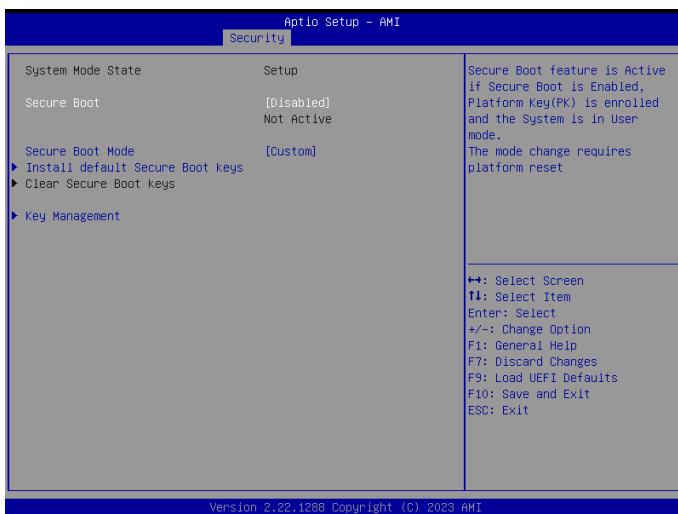 Aptio Setup – AMI
Security
System Mode State Setup
Secure Boot [Disabled]
Not Active
Secure Boot Mode [Custom]
▶ Install default Secure Boot keys
▶ Clear Secure Boot keys
▶ Key Management
Secure Boot feature is Active
if Secure Boot is Enabled,
Platform Key(PK) is enrolled
and the System is in User
mode.
The mode change requires
platform reset
↔: Select Screen
↑↓: Select Item
Enter: Select
+/-: Change Option
F1: General Help
F7: Discard Changes
F9: Load UEFI Defaults
F10: Save and Exit
ESC: Exit
Version 2.22.1288 Copyright (C) 2023 AMI